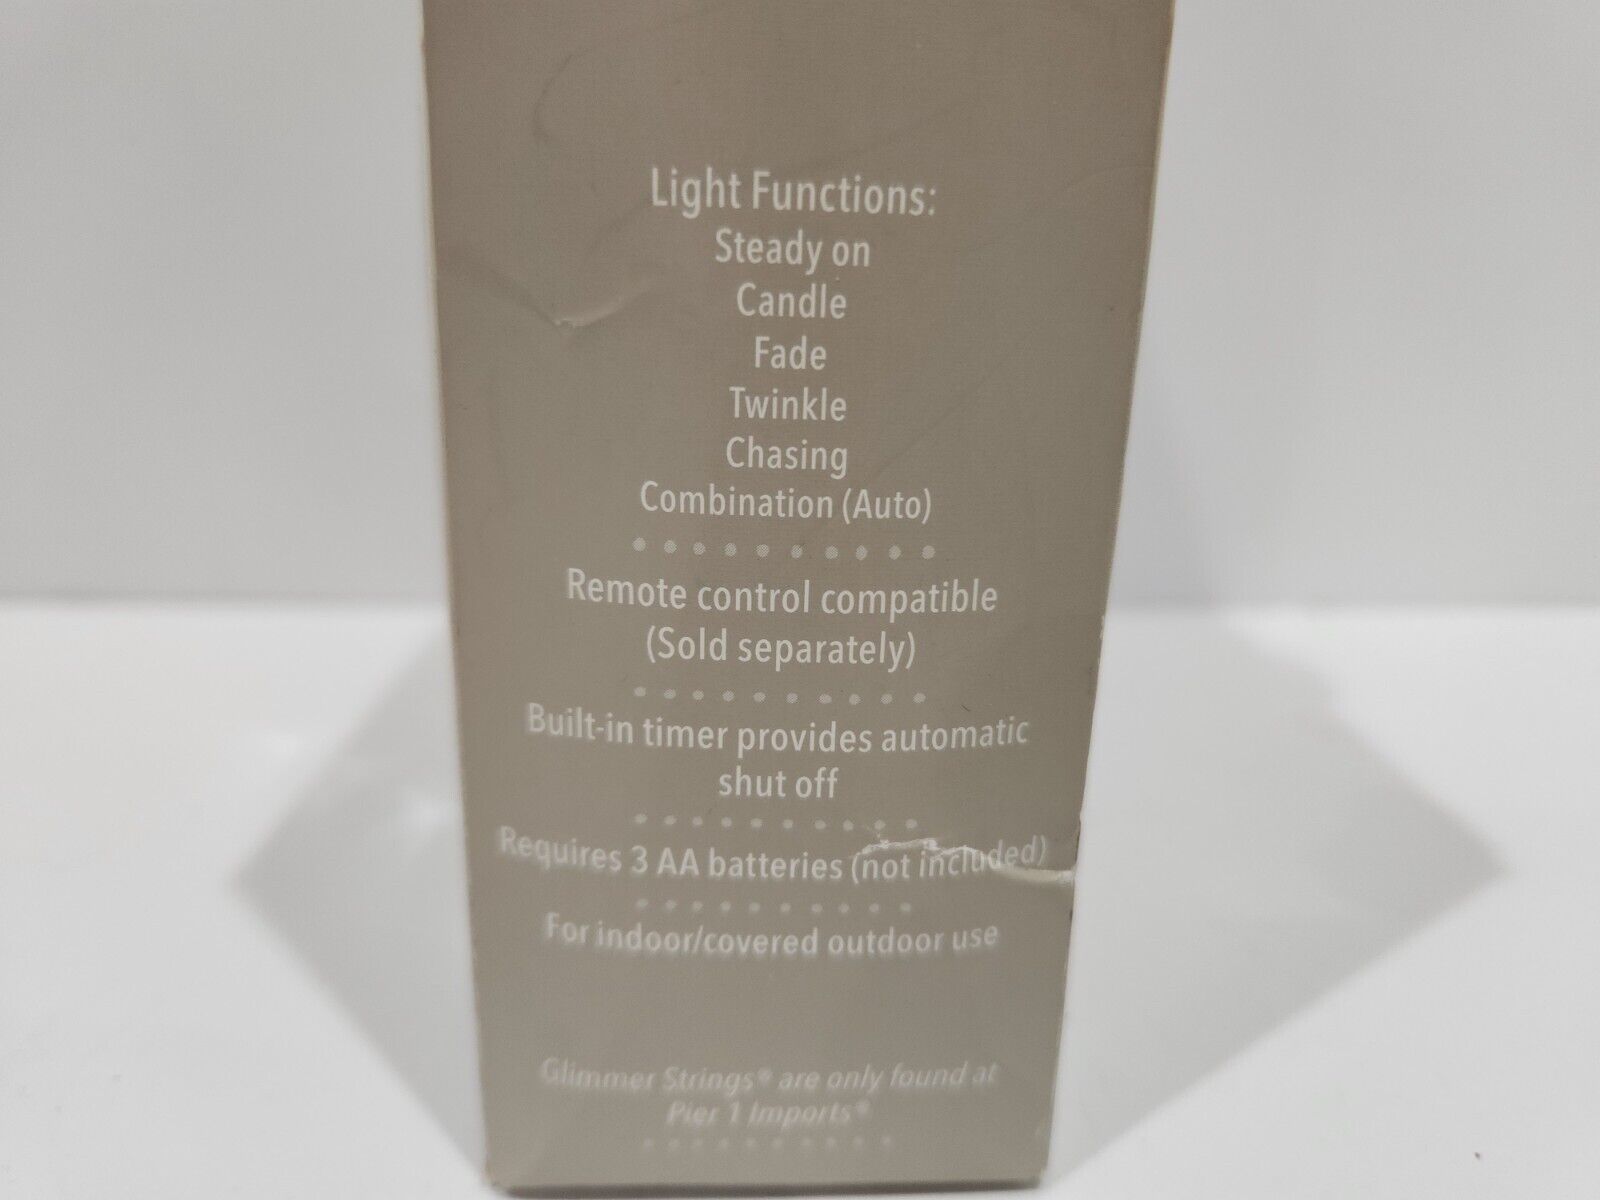 Light Functions:
Steady on
Candle
Fade
Twinkle
Chasing
Combination (Auto)
Remote control compatible
(Sold separately)
Built-in timer provides automatic
shut off
Requires 3 AA batteries (not included)
For indoor/covered outdoor use
Glimmer Strings® are only found at
Pier 1 Imports®